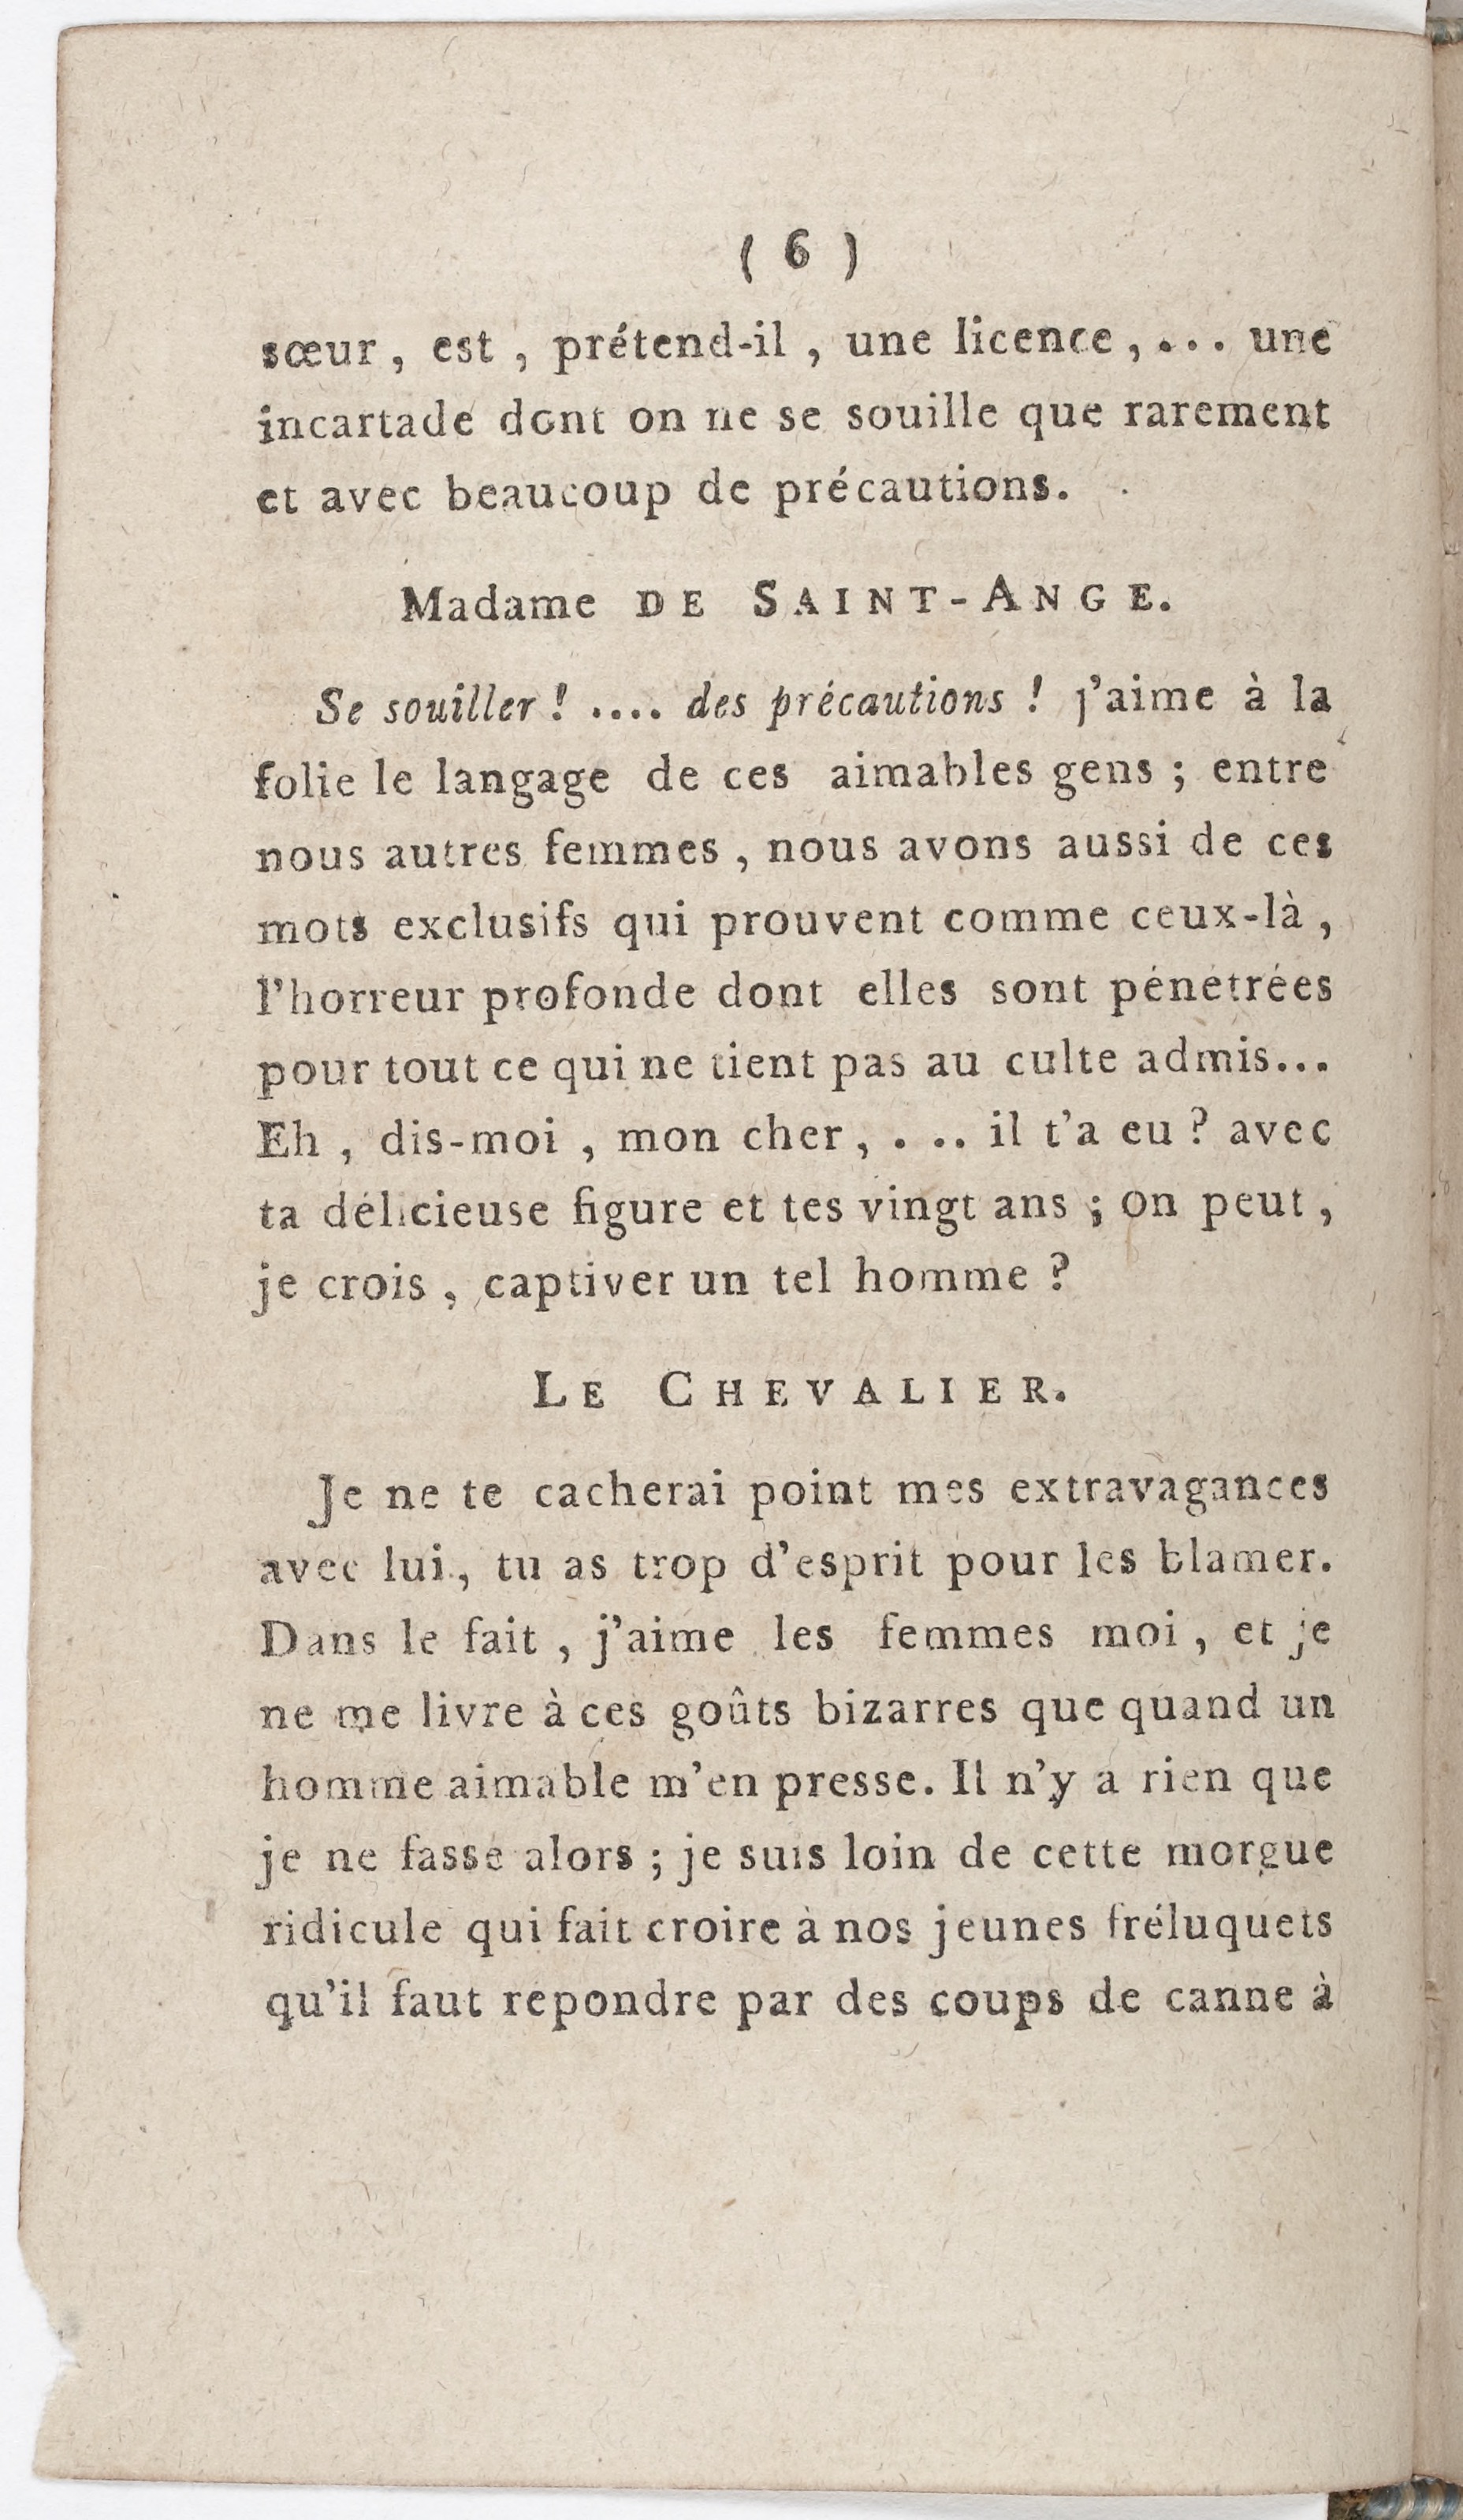 ( 6 )
sœur, est, prétend-il, une licence,.... une
incartade dont on ne se souille que rarement
et avec beaucoup de précautions.
Madame DE SAINT-ANGE.
Se souiller! .... des précautions! j'aime à la
folie le langage de ces aimables gens; entre
nous autres femmes, nous avons aussi de ces
mots exclusifs qui prouvent comme ceux-là,
l'horreur profonde dont elles sont pénétrées
pour tout ce qui ne tient pas au culte admis...
Eh, dis-moi, mon cher, . .. il t'a eu? avec
ta délicieuse figure et tes vingt ans; on peut,
je crois, captiver un tel homme?
LE CHEVALIER.
Je ne te cacherai point mes extravagances
avec lui, tu as trop d'esprit pour les blamer.
Dans le fait, j'aime les femmes moi, et je
ne me livre à ces goûts bizarres que quand un
homme aimable m'en presse. Il n'y a rien que
je ne fasse alors; je suis loin de cette morgue
ridicule qui fait croire à nos jeunes fréluquets
qu'il faut repondre par des coups de canne à